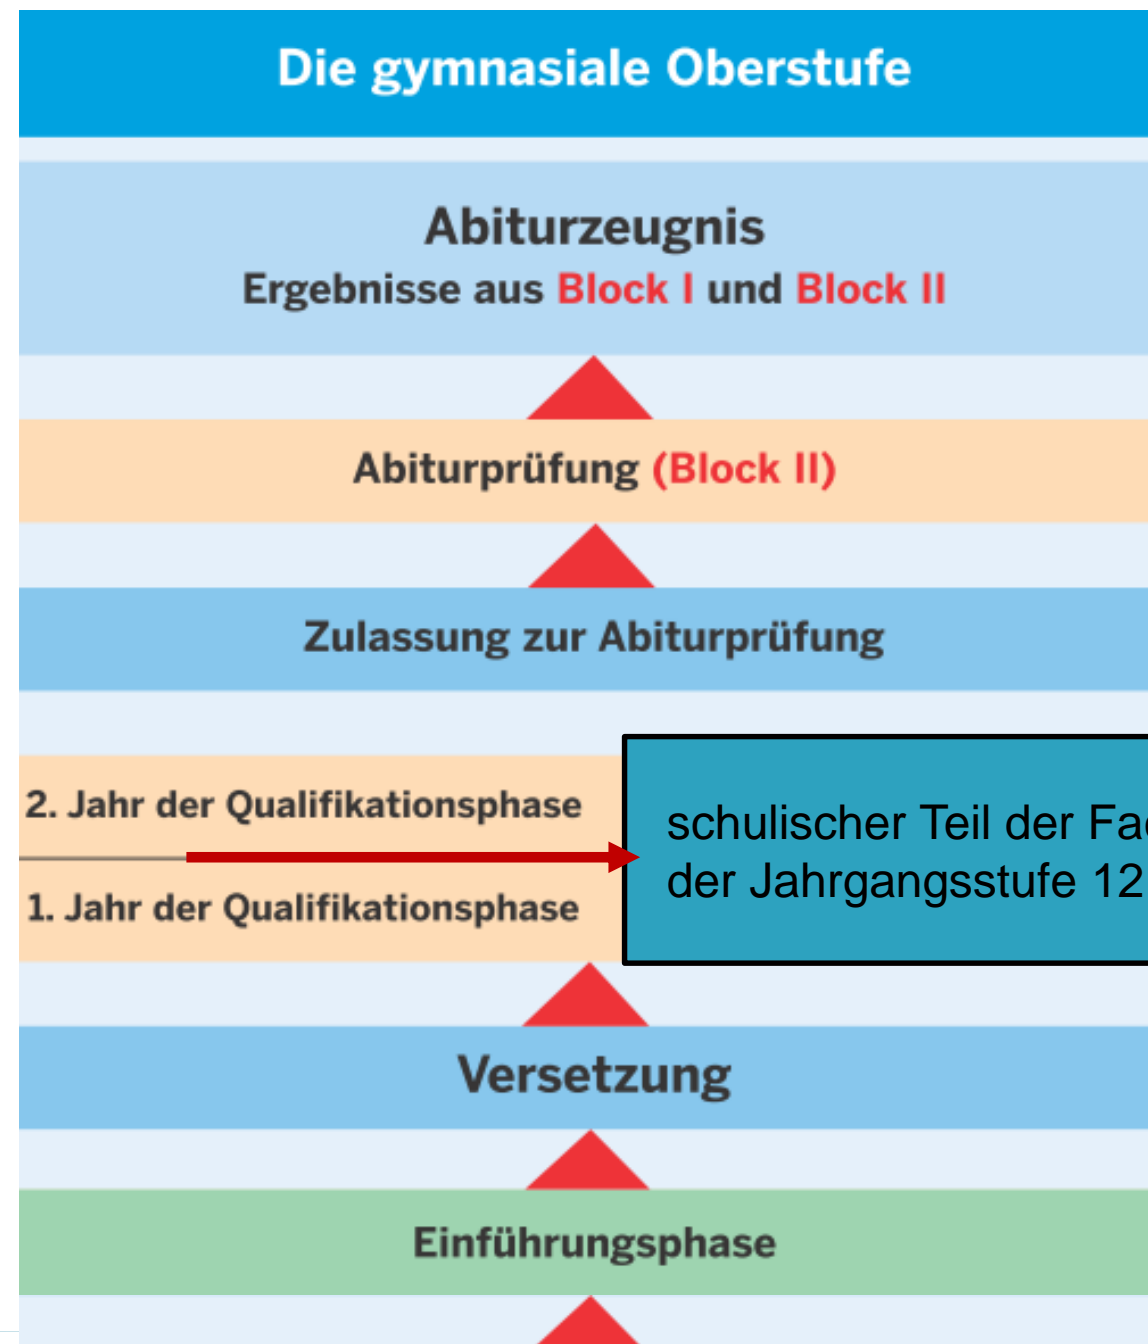 Die gymnasiale Oberstufe
Abiturzeugnis
Ergebnisse aus Block I und Block II
Abiturprüfung (Block II)
Zulassung zur Abiturprüfung
2. Jahr der Qualifikationsphase
1. Jahr der Qualifikationsphase
schulischer Teil der
der Jahrgangsstufe 12
Versetzung
Einführungsphase